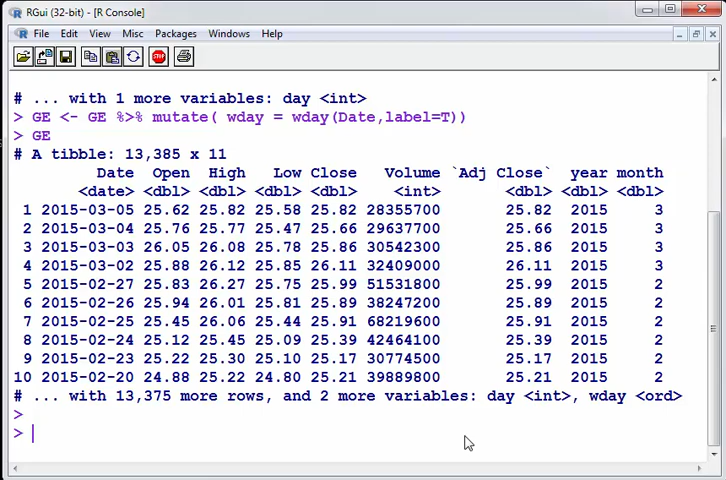 RGui (32-bit) - [R Console]
File Edit View Misc Packages Windows Help
STOP
# ... with 1 more variables: day <int>
> GE <- GE %>% mutate( wday = wday(Date,label=T))
> GE
# A tibble: 13,385 x 11
Date Open High Low Close Volume `Adj Close` year month
<date> <dbl> <dbl> <dbl> <dbl> <int> <dbl> <dbl> <dbl>
1 2015-03-05 25.62 25.82 25.58 25.82 28355700 25.82 2015 3
2 2015-03-04 25.76 25.77 25.47 25.66 29637700 25.66 2015 3
3 2015-03-03 26.05 26.08 25.78 25.86 30542300 25.86 2015 3
4 2015-03-02 25.88 26.12 25.85 26.11 32409000 26.11 2015 3
5 2015-02-27 25.83 26.27 25.75 25.99 51531800 25.99 2015 2
6 2015-02-26 25.94 26.01 25.81 25.89 38247200 25.89 2015 2
7 2015-02-25 25.45 26.06 25.44 25.91 68219600 25.91 2015 2
8 2015-02-24 25.12 25.45 25.09 25.39 42464100 25.39 2015 2
9 2015-02-23 25.22 25.30 25.10 25.17 30774500 25.17 2015 2
10 2015-02-20 24.88 25.22 24.80 25.21 39889800 25.21 2015 2
# ... with 13,375 more rows, and 2 more variables: day <int>, wday <ord>
>
>